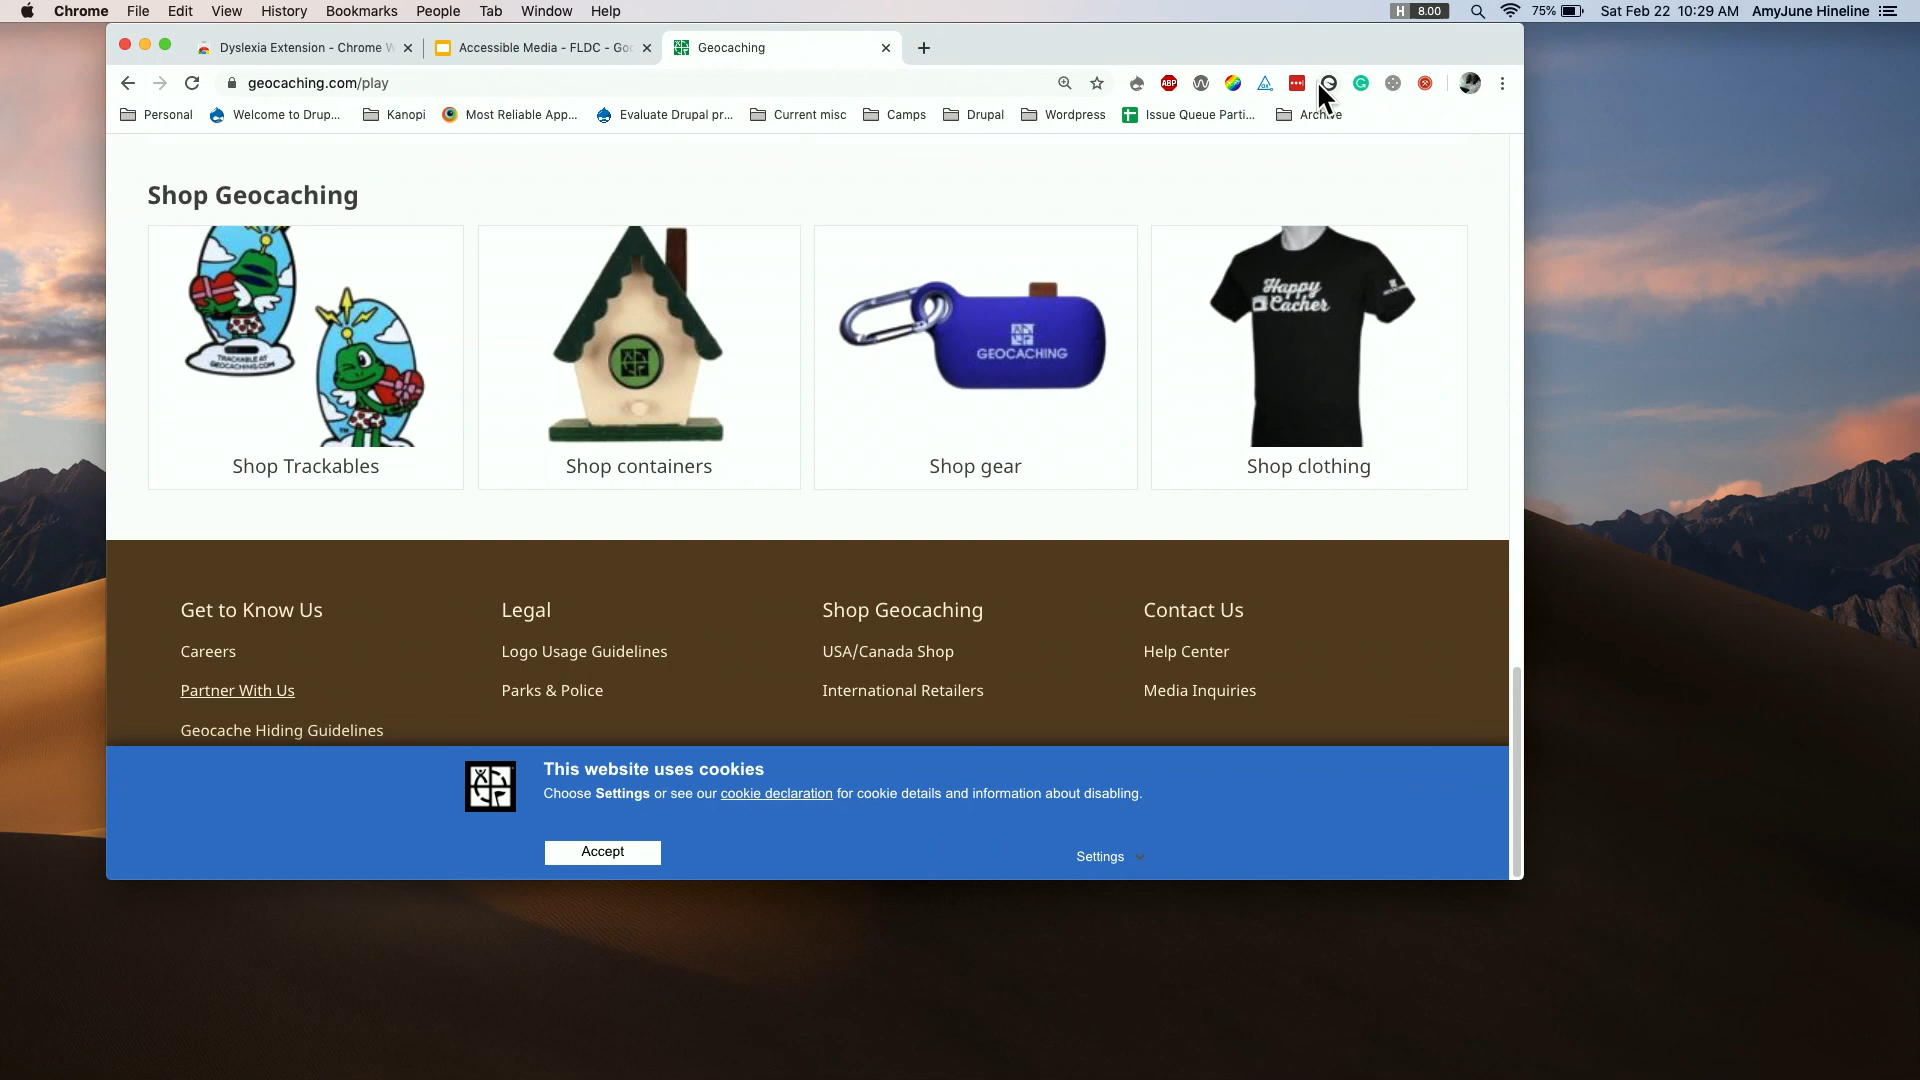 Chrome File Edit View History Bookmarks People Tab Window Help
H 8.00 75% Sat Feb 22 10:29 AM AmyJune Hineline
Dyslexia Extension - Chrome W Accessible Media - FLDC - Goo Geocaching
geocaching.com/play
ABP
Personal Welcome to Drup... Kanopi Most Reliable App... Evaluate Drupal pr... Current misc Camps Drupal Wordpress Issue Queue Parti... Archive
Shop Geocaching
TRACKABLE AT
GEOCACHING.COM
GEOCACHING
Happy
Cacher
Shop Trackables Shop containers Shop gear Shop clothing
Get to Know Us Legal Shop Geocaching Contact Us
Careers Logo Usage Guidelines USA/Canada Shop Help Center
Partner With Us Parks & Police International Retailers Media Inquiries
Geocache Hiding Guidelines
This website uses cookies
Choose Settings or see our cookie declaration for cookie details and information about disabling.
Accept Settings